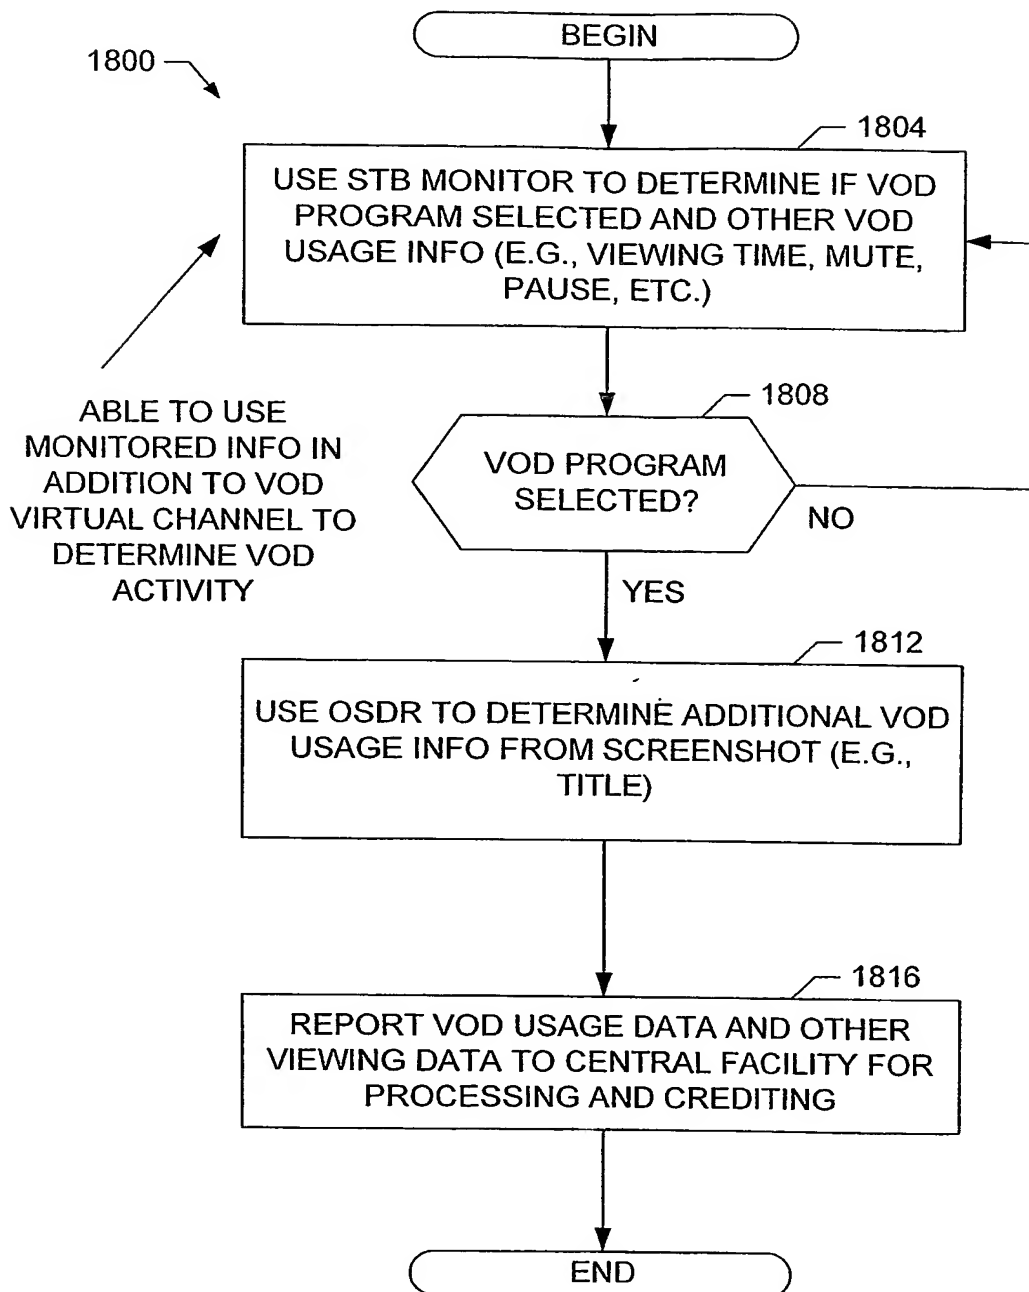 BEGIN
1800
1804
USE STB MONITOR TO DETERMINE IF VOD
PROGRAM SELECTED AND OTHER VOD
USAGE INFO (E.G., VIEWING TIME, MUTE,
PAUSE, ETC.)
ABLE TO USE
MONITORED INFO IN
ADDITION TO VOD
VIRTUAL CHANNEL TO
DETERMINE VOD
ACTIVITY
1808
VOD PROGRAM
SELECTED?
NO
YES
1812
USE OSDR TO DETERMINE ADDITIONAL VOD
USAGE INFO FROM SCREENSHOT (E.G.,
TITLE)
1816
REPORT VOD USAGE DATA AND OTHER
VIEWING DATA TO CENTRAL FACILITY FOR
PROCESSING AND CREDITING
END